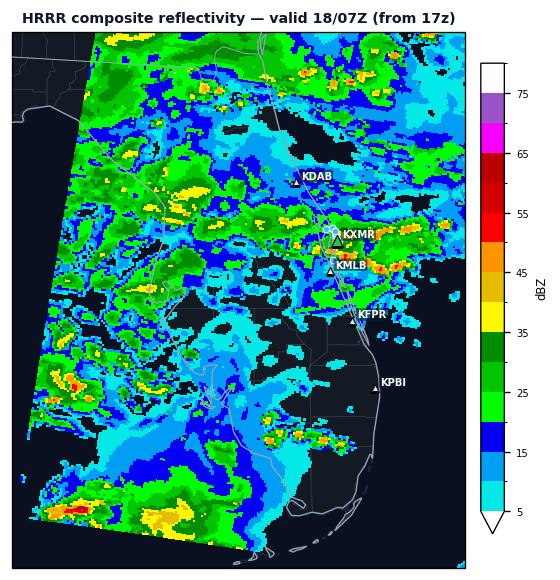 HRRR composite reflectivity — valid 18/07Z (from 17z)
75
65
55
45
35
25
15
5
dBZ
KDAB
KXMR
KMLB
KFPR
KPBI